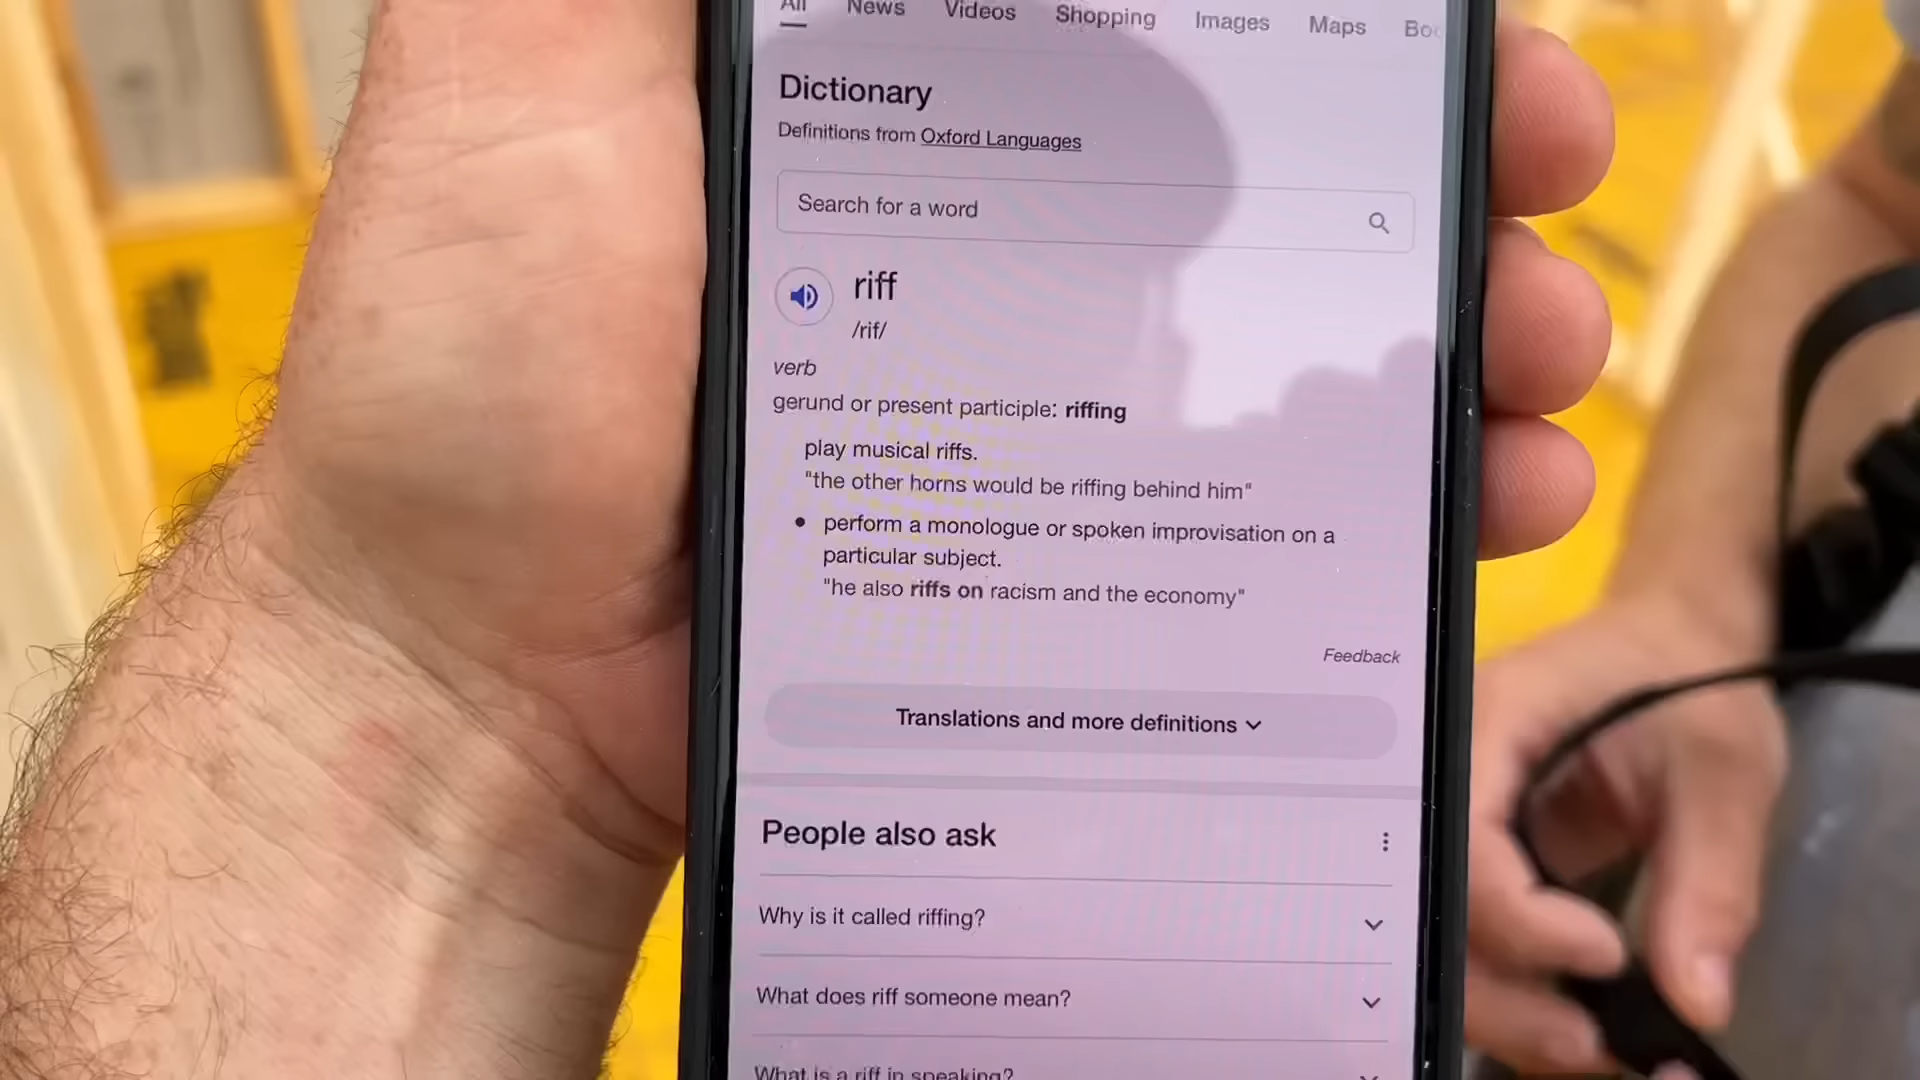 All News Videos Shopping Images Maps
Dictionary
Definitions from Oxford Languages
Search for a word
riff
/rif/
verb
gerund or present participle: riffing
play musical riffs.
"the other horns would be riffing behind him"
• perform a monologue or spoken improvisation on a
particular subject.
"he also riffs on racism and the economy"
Feedback
Translations and more definitions
People also ask
Why is it called riffing?
What does riff someone mean?
What is a riff in speaking?